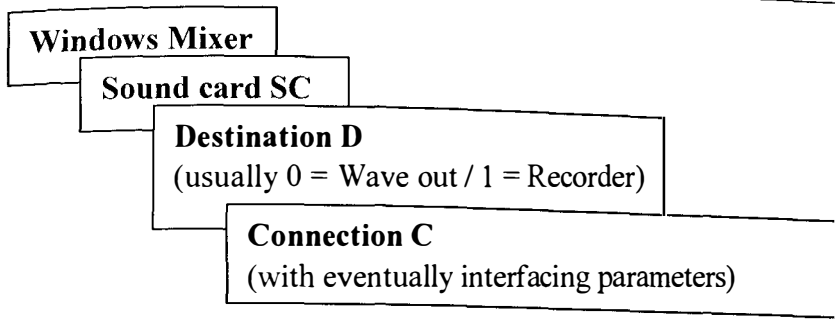 Windows Mixer
Sound card SC
Destination D
(usually 0 = Wave out / 1 = Recorder)
Connection C
(with eventually interfacing parameters)